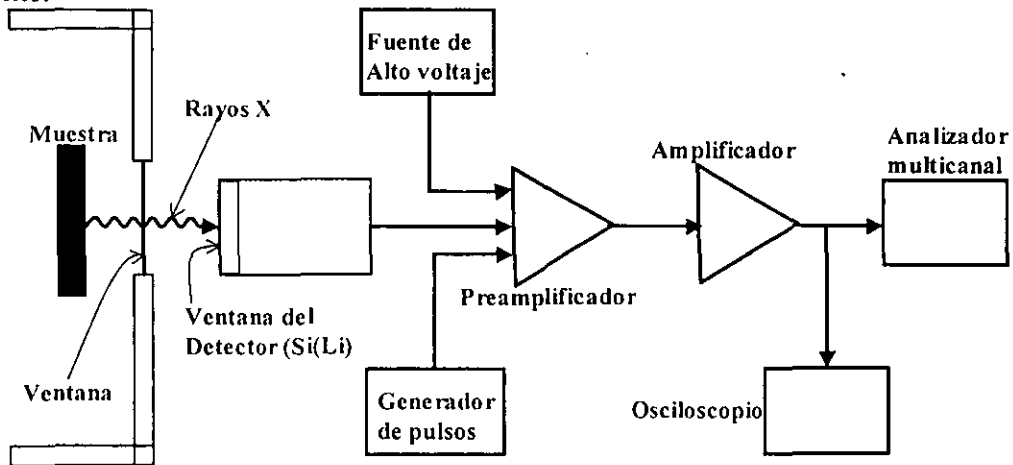 Fuente de
Alto voltaje
Rayos X
Muestra
Amplificador
Analizador
multicanal
Preamplificador
Ventana del
Detector (Si(Li)
Ventana
Generador
de pulsos
Osciloscopio